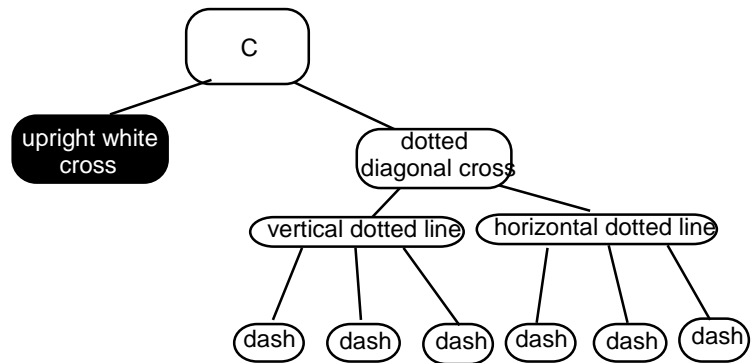 C
upright white
cross
dotted
diagonal cross
vertical dotted line
horizontal dotted line
dash
dash
dash
dash
dash
dash